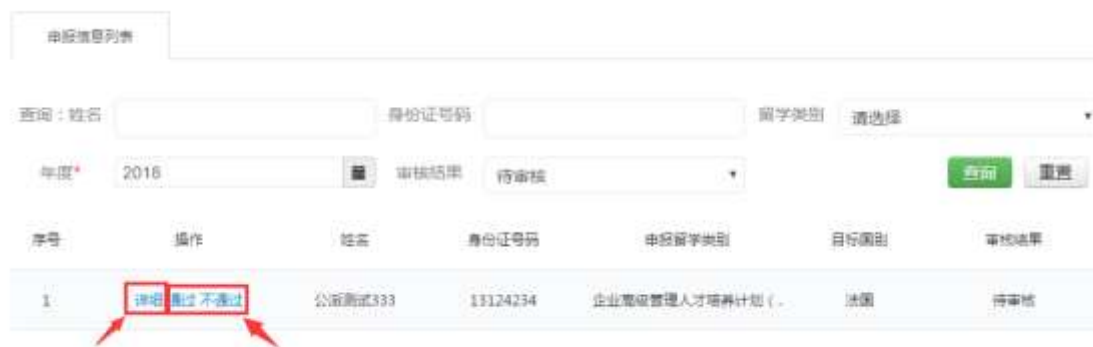 申报信息列表
查询：姓名 身份证号码 留学类别 请选择
年度* 2016 审核结果 待审核 查询 重置
序号 操作 姓名 身份证号码 申报留学类别 目标国别 审核结果
1 详细 通过 不通过 公派测试333 13124234 企业高级管理人才培养计划（. 法国 待审核